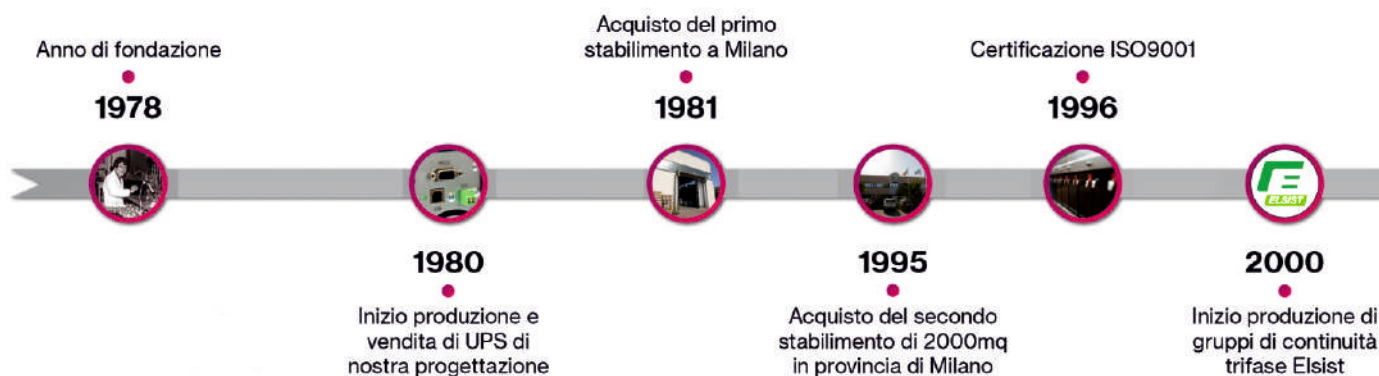 Anno di fondazione
1978
1980
Inizio produzione e
vendita di UPS di
nostra progettazione
Acquisto del primo
stabilimento a Milano
1981
1995
Acquisto del secondo
stabilimento di 2000mq
in provincia di Milano
Certificazione ISO9001
1996
ELSIST
2000
Inizio produzione di
gruppi di continuità
trifase Elsist